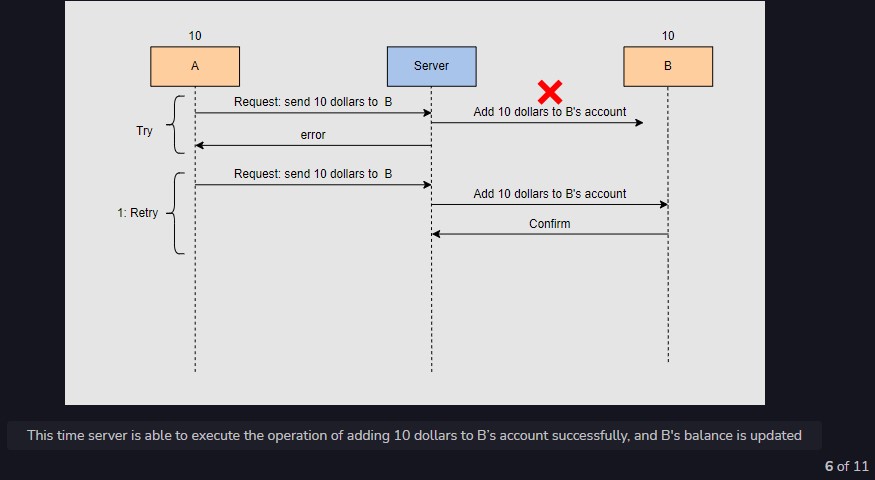 10
10
A
Server
B
Request: send 10 dollars to B
Add 10 dollars to B's account
Try
error
Request: send 10 dollars to B
Add 10 dollars to B's account
1: Retry
Confirm
This time server is able to execute the operation of adding 10 dollars to B’s account successfully, and B's balance is updated
6 of 11